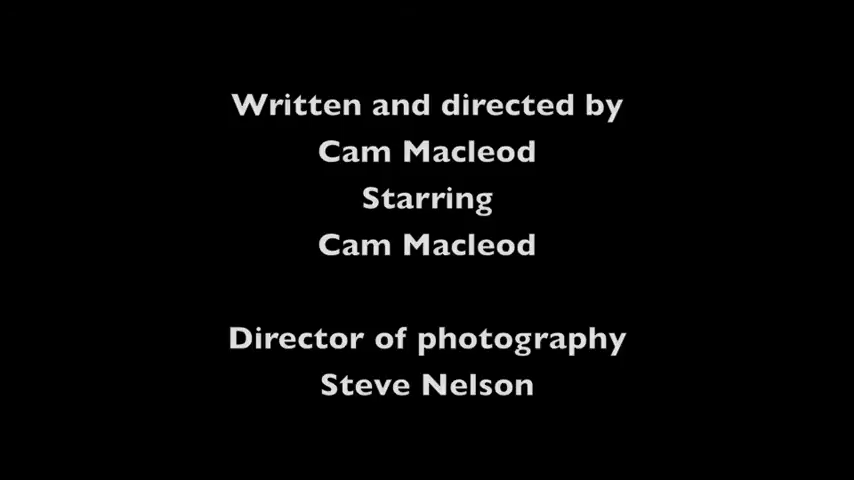 Written and directed by
Cam Macleod
Starring
Cam Macleod
Director of photography
Steve Nelson